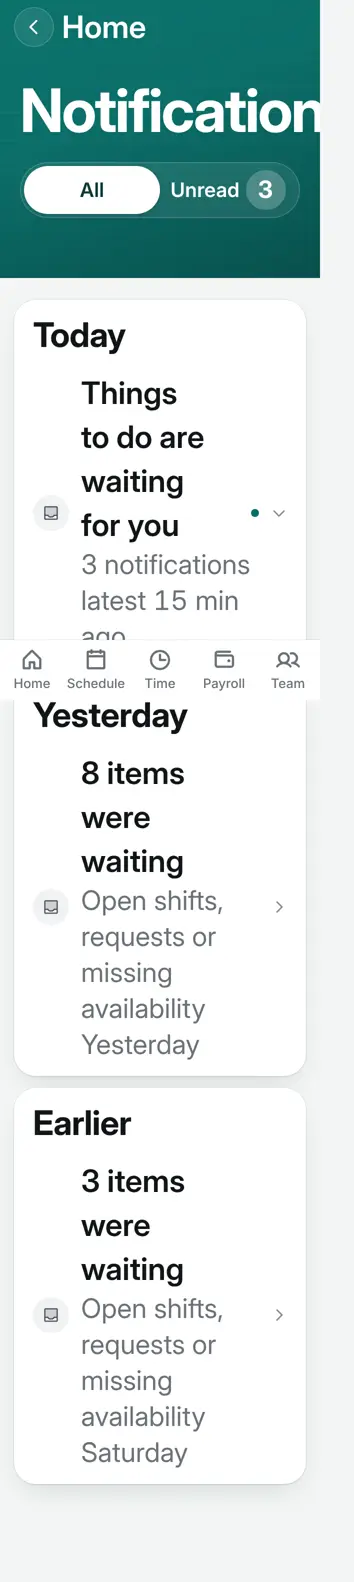 Home
Notification
All
Unread 3
Today
Things
to do are
waiting
for you
3 notifications
latest 15 min
ago
Home
Schedule
Time
Payroll
Team
Yesterday
8 items
were
waiting
Open shifts,
requests or
missing
availability
Yesterday
Earlier
3 items
were
waiting
Open shifts,
requests or
missing
availability
Saturday